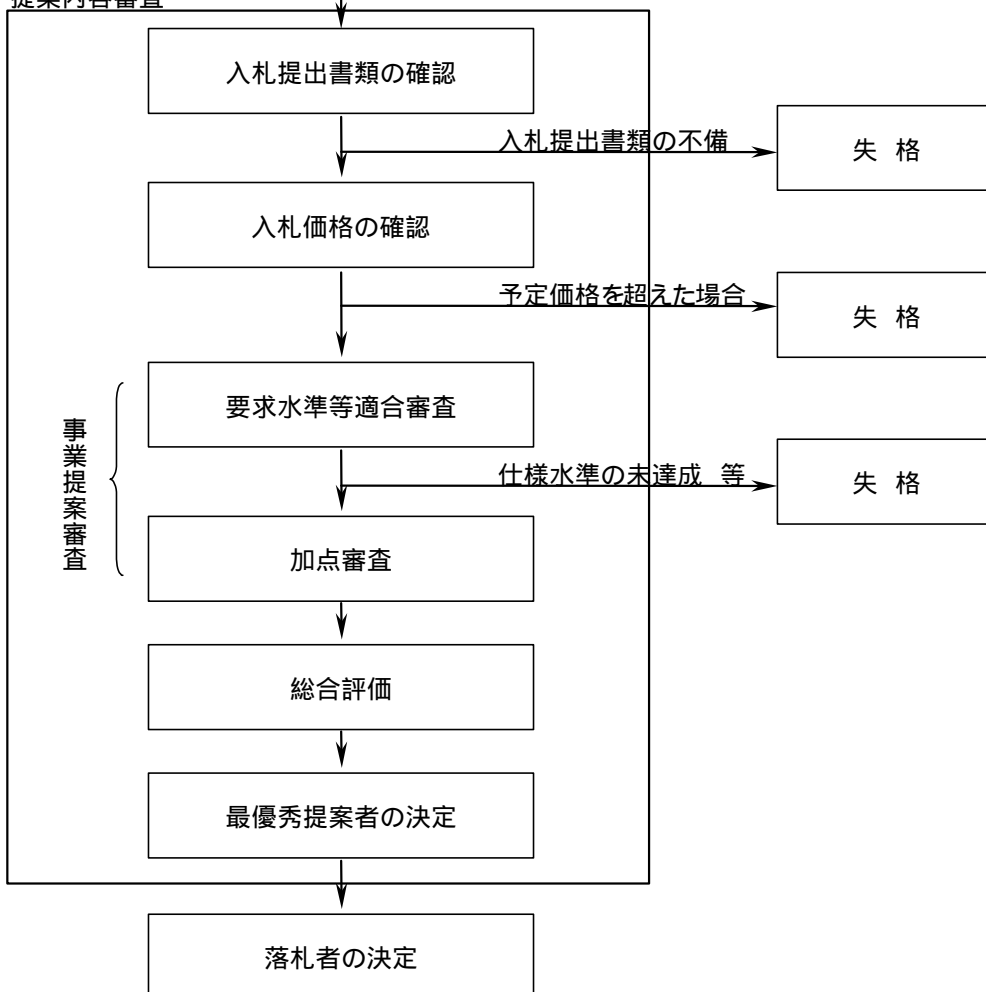 提案内容審査
入札提出書類の確認
入札提出書類の不備
失 格
入札価格の確認
予定価格を超えた場合
失 格
事業提案審査
要求水準等適合審査
仕様水準の未達成 等
失 格
加点審査
総合評価
最優秀提案者の決定
落札者の決定